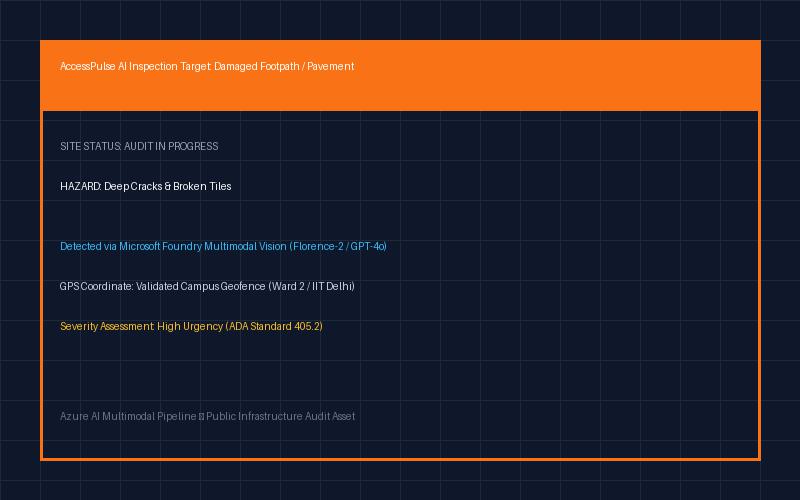 AccessPulse AI Inspection Target: Damaged Footpath / Pavement
SITE STATUS: AUDIT IN PROGRESS
HAZARD: Deep Cracks & Broken Tiles
Detected via Microsoft Foundry Multimodal Vision (Florence-2 / GPT-4o)
GPS Coordinate: Validated Campus Geofence (Ward 2 / IIT Delhi)
Severity Assessment: High Urgency (ADA Standard 405.2)
Azure AI Multimodal Pipeline Public Infrastructure Audit Asset